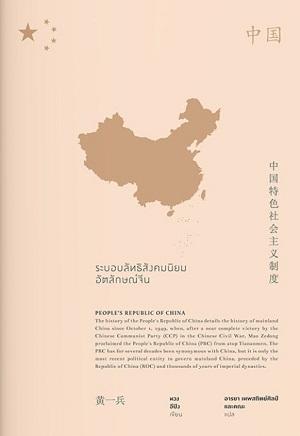 中国
中国特色社会主义制度
ระบอบลัทธิสังคมนิยม
อัตลักษณ์จีน
PEOPLE'S REPUBLIC OF CHINA
The history of the People's Republic of China details the history of mainland
China since October 1, 1949, when, after a near complete victory by the
Chinese Communist Party (CCP) in the Chinese Civil War, Mao Zedong
proclaimed the People's Republic of China (PRC) from atop Tiananmen. The
PRC has for several decades been synonymous with China, but it is only the
most recent political entity to govern mainland China, preceded by the
Republic of China (ROC) and thousands of years of imperial dynasties.
黄一兵
หวง
อีปิง
เขียน
อารยา เทพสถิตย์ศิลป์
และคณะ
แปล